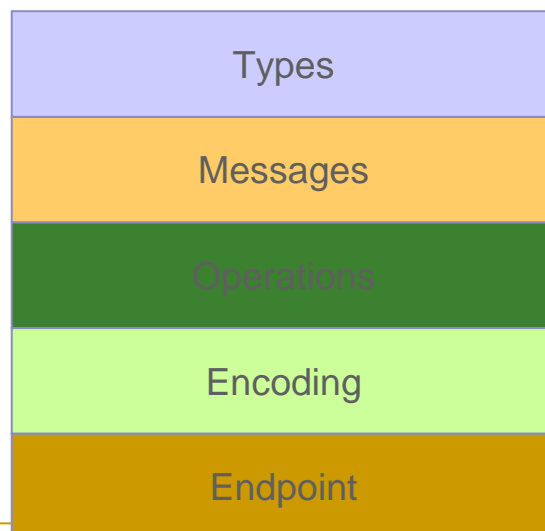 Types
Messages
Operations
Encoding
Endpoint